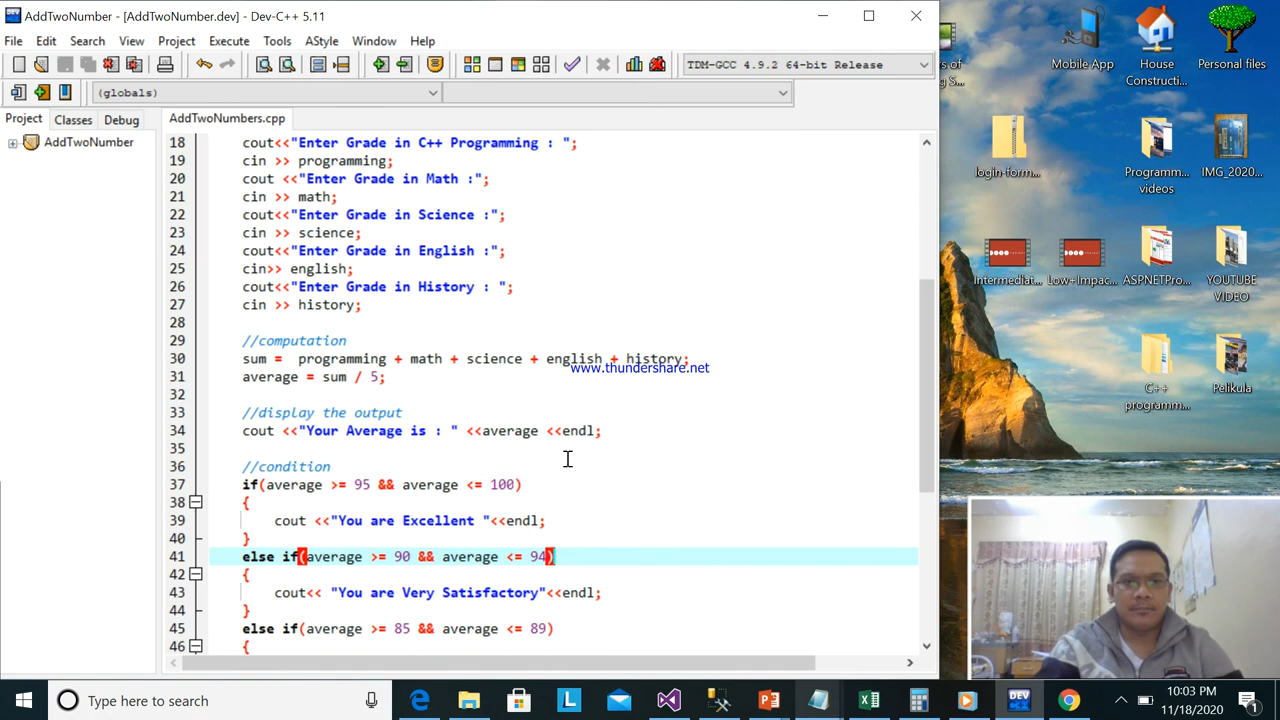 AddTwoNumber - [AddTwoNumber.dev] - Dev-C++ 5.11
File Edit Search View Project Execute Tools AStyle Window Help
TDM-GCC 4.9.2 64-bit Release
(globals)
Project Classes Debug
AddTwoNumbers.cpp
AddTwoNumber
18 cout<<"Enter Grade in C++ Programming : ";
19 cin >> programming;
20 cout <<"Enter Grade in Math :";
21 cin >> math;
22 cout<<"Enter Grade in Science :";
23 cin >> science;
24 cout<<"Enter Grade in English :";
25 cin>> english;
26 cout<<"Enter Grade in History : ";
27 cin >> history;
28
29 //computation
30 sum = programming + math + science + english + history;
www.thundershare.net
31 average = sum / 5;
32
33 //display the output
34 cout <<"Your Average is : " <<average <<endl;
35
36 //condition
37 if(average >= 95 && average <= 100)
38 {
39 cout <<"You are Excellent "<<endl;
40 }
41 else if(average >= 90 && average <= 94)
42 {
43 cout<< "You are Very Satisfactory"<<endl;
44 }
45 else if(average >= 85 && average <= 89)
46 {
Mobile App
House
Constructi...
Personal files
login-form...
Programm...
videos
IMG_2020...
Intermediat...
Low+Impac...
ASPNETPro...
YOUTUBE
VIDEO
C++
programm...
Pelikula
Type here to search
DEV
10:03 PM
11/18/2020
1